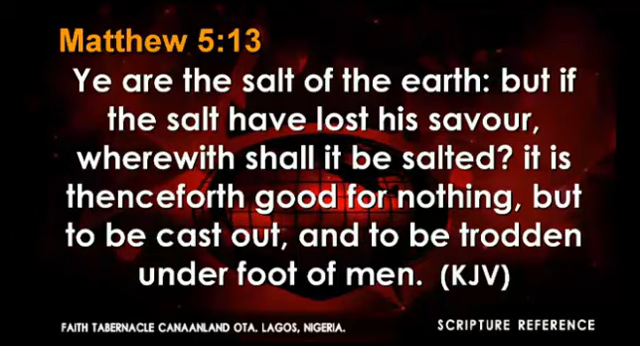 Matthew 5:13
Ye are the salt of the earth: but if
the salt have lost his savour,
wherewith shall it be salted? it is
thenceforth good for nothing, but
to be cast out, and to be trodden
under foot of men. (KJV)
FAITH TABERNACLE CANAANLAND OTA. LAGOS, NIGERIA.
SCRIPTURE REFERENCE